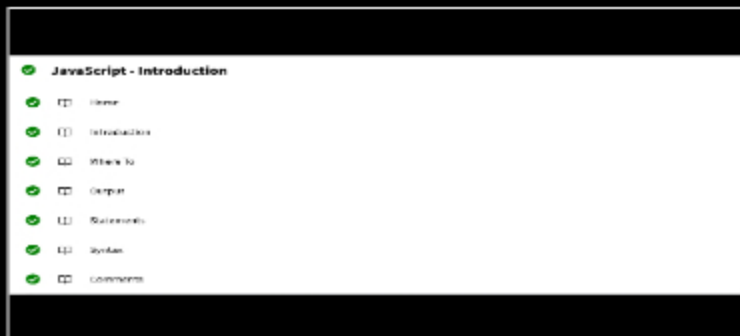 JavaScript - Introduction
Home
Introduction
Where To
Output
Statements
Syntax
Comments